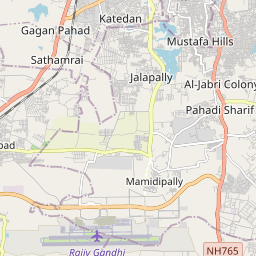 Katedan
Gagan Pahad
Mustafa Hills
Sathamrai
Jalapally
Al-Jabri Colony
Pahadi Sharif
bad
Mamidipally
NH765
Rajiv Gandhi